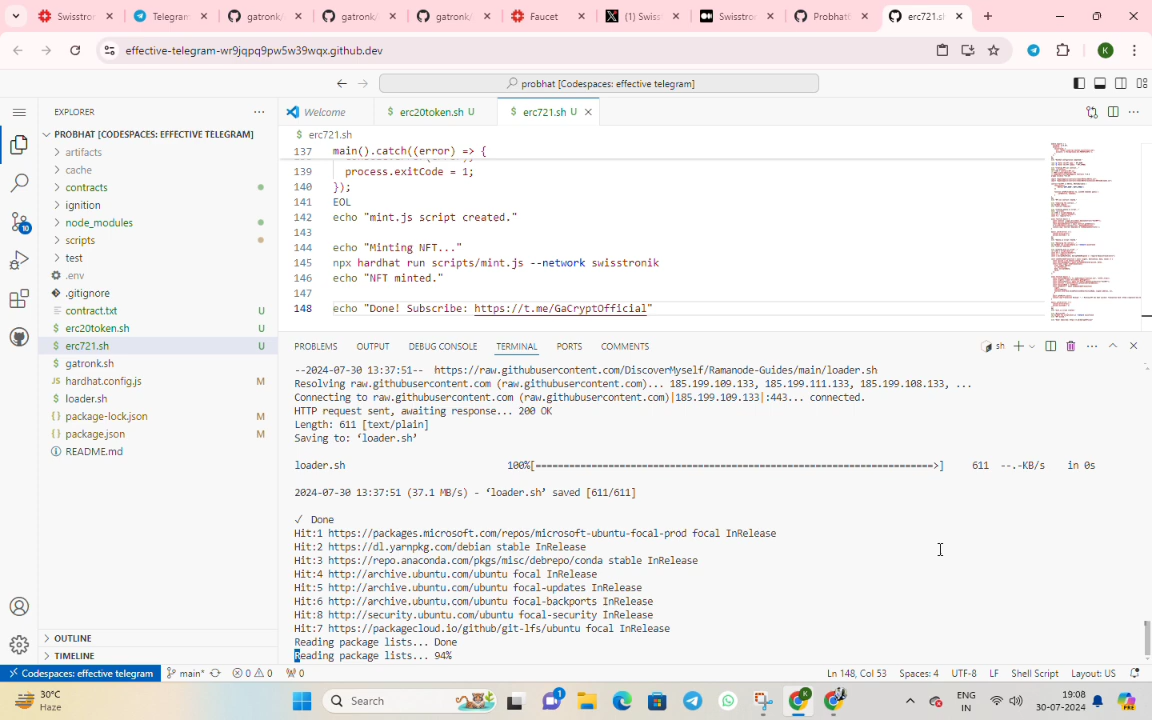 Swisstror
Telegram
gatronk/
gatronk/
gatronk/
Faucet
(1) Swiss
Swisstror
Probhat
erc721.sh
effective-telegram-wr9jqpq9pw5w39wqx.github.dev
K
probhat [Codespaces: effective telegram]
EXPLORER
Welcome
erc20token.sh U
erc721.sh U
PROBHAT [CODESPACES: EFFECTIVE TELEGRAM]
erc721.sh
artifacts
cache
contracts
ignition
node_modules
scripts
test
.env
.gitignore
contract.txt U
erc20token.sh U
erc721.sh U
gatronk.sh
hardhat.config.js M
loader.sh
package-lock.json M
package.json M
README.md
10
137 main().catch((error) => {
139 process.exitCode = 1;
140 });
141 EOL
142 echo "mint.js script created."
143
144 echo "Minting NFT..."
145 npx hardhat run scripts/mint.js --network swisstronik
146 echo "NFT minted."
147
148 echo "Done! Subscribe: https://t.me/GaCryptOfficial"
PROBLEMS OUTPUT DEBUG CONSOLE TERMINAL PORTS COMMENTS
sh
--2024-07-30 13:37:51-- https://raw.githubusercontent.com/DiscoverMyself/Ramanode-Guides/main/loader.sh
Resolving raw.githubusercontent.com (raw.githubusercontent.com)... 185.199.109.133, 185.199.111.133, 185.199.108.133, ...
Connecting to raw.githubusercontent.com (raw.githubusercontent.com)|185.199.109.133|:443... connected.
HTTP request sent, awaiting response... 200 OK
Length: 611 [text/plain]
Saving to: ‘loader.sh’
loader.sh 100%[==========================================================================>] 611 --.-KB/s in 0s
2024-07-30 13:37:51 (37.1 MB/s) - ‘loader.sh’ saved [611/611]
✓ Done
Hit:1 https://packages.microsoft.com/repos/microsoft-ubuntu-focal-prod focal InRelease
Hit:2 https://dl.yarnpkg.com/debian stable InRelease
Hit:3 https://repo.anaconda.com/pkgs/misc/debrepo/conda stable InRelease
Hit:4 http://archive.ubuntu.com/ubuntu focal InRelease
Hit:5 http://archive.ubuntu.com/ubuntu focal-updates InRelease
Hit:6 http://archive.ubuntu.com/ubuntu focal-backports InRelease
Hit:8 http://security.ubuntu.com/ubuntu focal-security InRelease
Hit:7 https://packagecloud.io/github/git-lfs/ubuntu focal InRelease
Reading package lists... Done
Reading package lists... 94%
OUTLINE
TIMELINE
Codespaces: effective telegram main* 0 0 0
Ln 148, Col 53 Spaces: 4 UTF-8 LF Shell Script Layout: US
30°C
Haze
Search
1
ENG
IN
19:08
30-07-2024
PRE